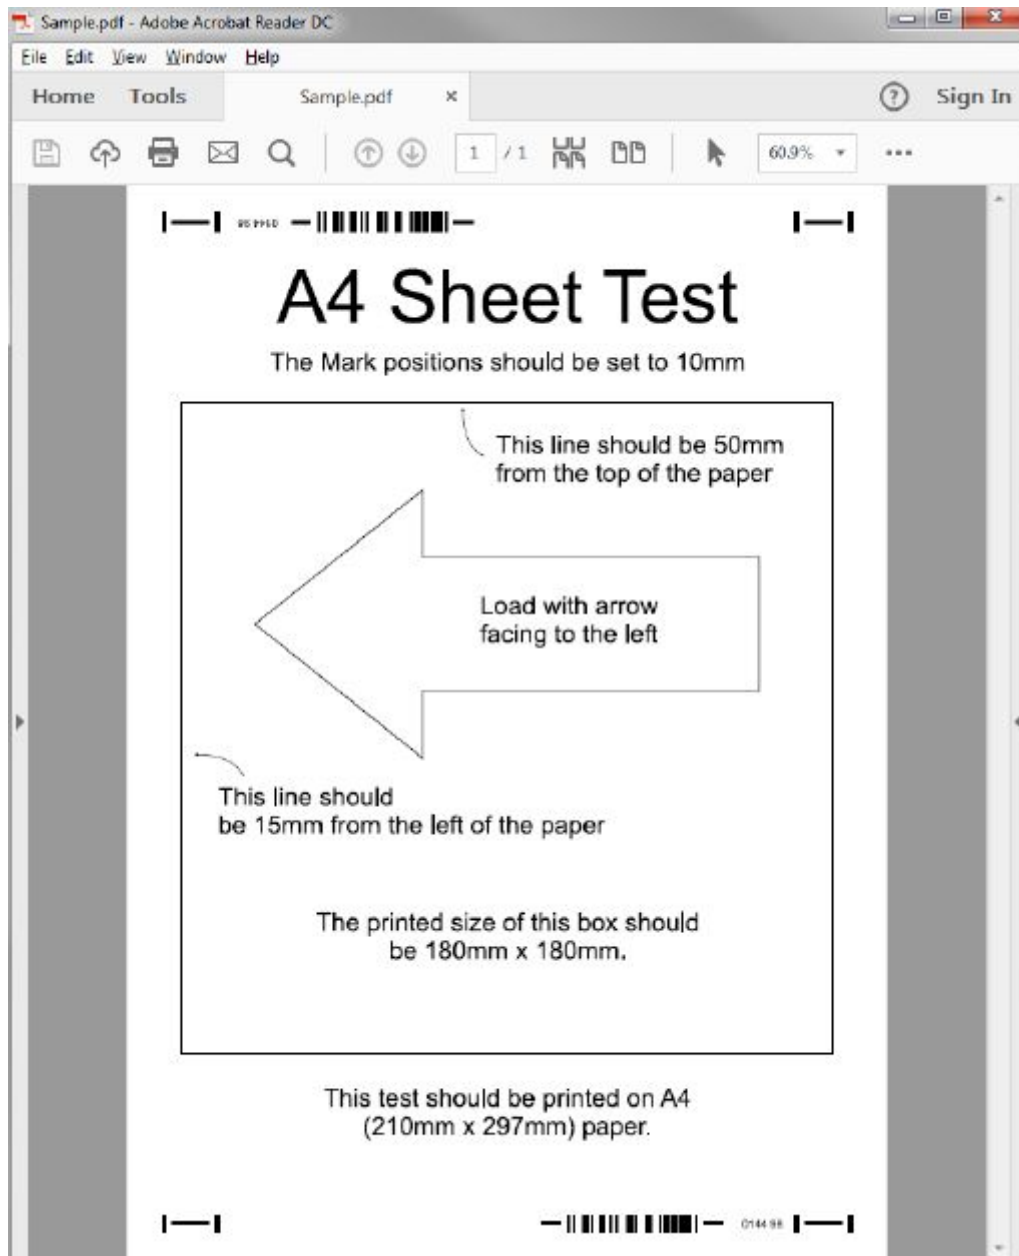 Sample.pdf - Adobe Acrobat Reader DC
File Edit View Window Help
Home Tools Sample.pdf × ? Sign In
1 / 1 60.9%
A4 Sheet Test
The Mark positions should be set to 10mm
This line should be 50mm
from the top of the paper
Load with arrow
facing to the left
This line should
be 15mm from the left of the paper
The printed size of this box should
be 180mm x 180mm.
This test should be printed on A4
(210mm x 297mm) paper.